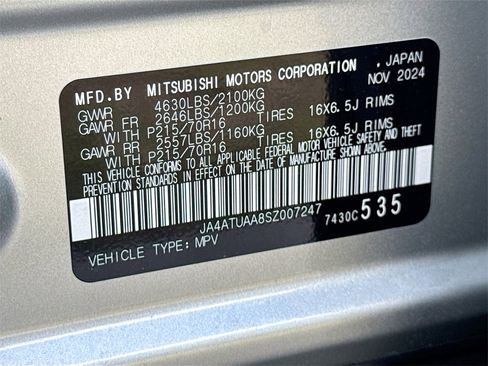 MFD.BY MITSUBISHI MOTORS CORPORATION , JAPAN
GVWR 4630LBS/2100KG NOV 2024
GAWR FR 2646LBS/1200KG
WITH P215/70R16 TIRES 16X6.5J RIMS
GAWR RR 2557LBS/1160KG
WITH P215/70R16 TIRES 16X6.5J RIMS
THIS VEHICLE CONFORMS TO ALL APPLICABLE FEDERAL MOTOR VEHICLE SAFETY AND THEFT
PREVENTION STANDARDS IN EFFECT ON THE DATE OF MANUFACTURE SHOWN ABOVE.
JA4ATUAA8SZ007247 7430C 535
VEHICLE TYPE: MPV